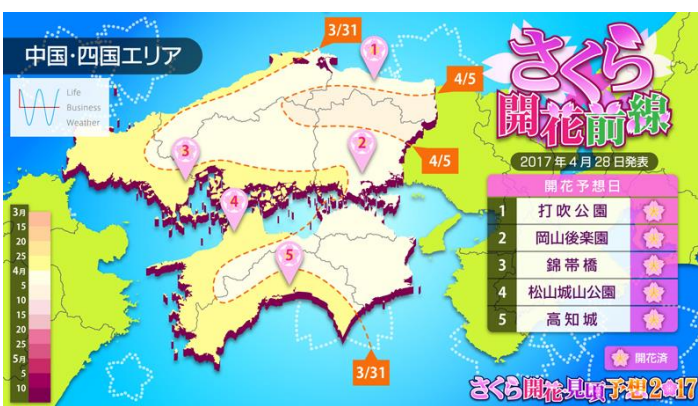 中国・四国エリア
Life
Business
Weather
3/31
4/5
4/5
3/31
1
2
3
4
5
3月
15
20
25
4月
5
10
15
20
25
5月
5
10
さくら
開花前線
2017年4月28日発表
開花予想日
1 打吹公園
2 岡山後楽園
3 錦帯橋
4 松山城山公園
5 高知城
開花済
さくら開花・見頃予想2017